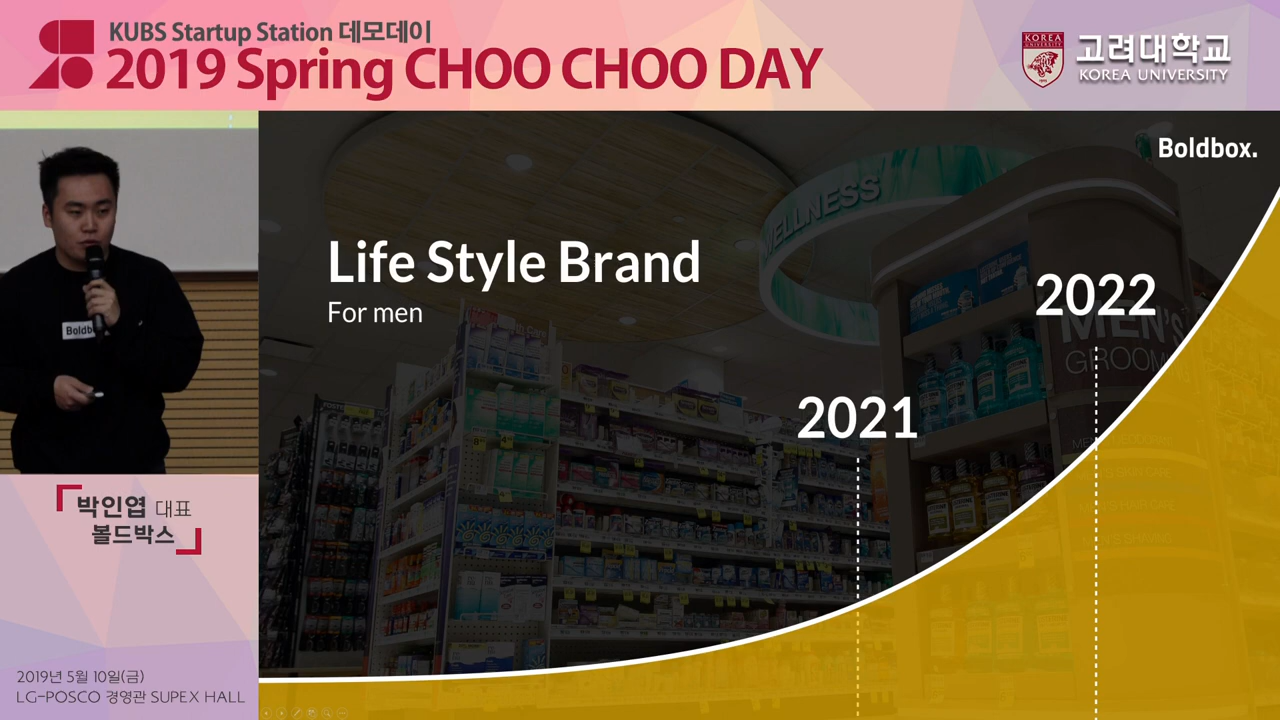 KUBS Startup Station 데모데이
2019 Spring CHOO CHOO DAY
KOREA
UNIVERSITY
고려대학교
KOREA UNIVERSITY
Boldbox.
WELLNESS
Life Style Brand
For men
2022
MEN'S
GROOM
2021
Boldb
박인엽 대표
볼드박스
2019년 5월 10일(금)
LG-POSCO 경영관 SUPEX HALL